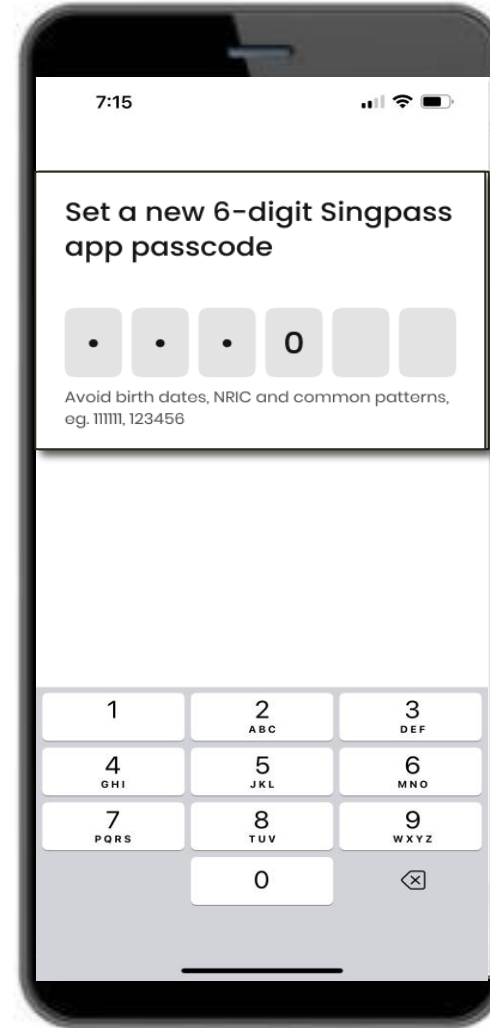 7:15
Set a new 6-digit Singpass
app passcode
• • • 0
Avoid birth dates, NRIC and common patterns,
eg. 111111, 123456
1 2 3
ABC DEF
4 5 6
GHI JKL MNO
7 8 9
PQRS TUV WXYZ
0